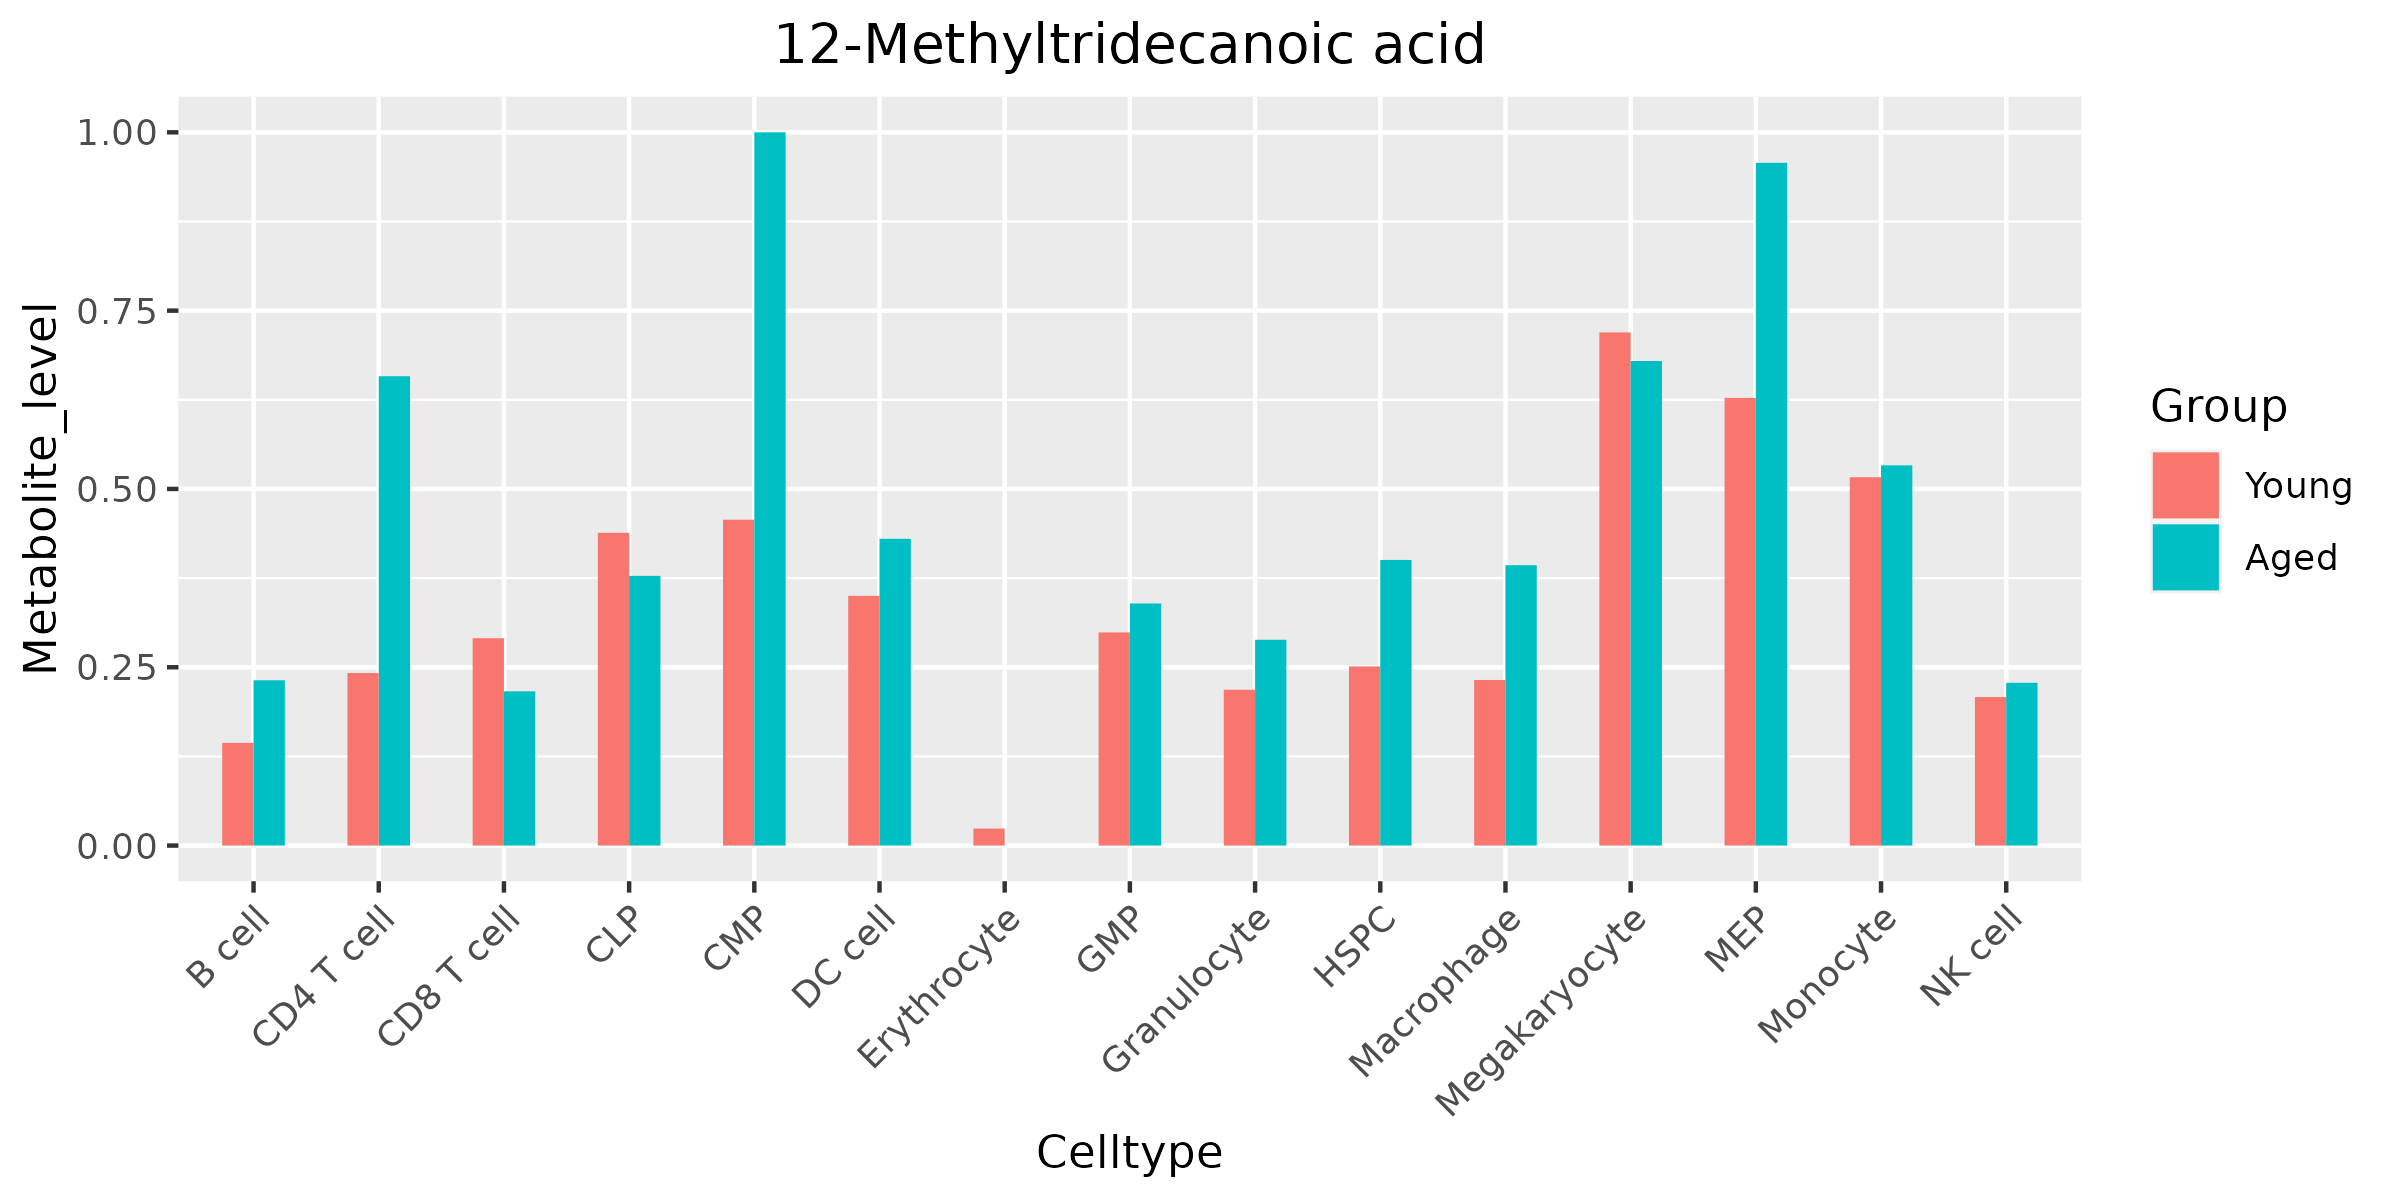 12-Methyltridecanoic acid
Metabolite_level
1.00
0.75
0.50
0.25
0.00
B cell
CD4 T cell
CD8 T cell
CLP
CMP
DC cell
Erythrocyte
GMP
Granulocyte
HSPC
Macrophage
Megakaryocyte
MEP
Monocyte
NK cell
Celltype
Group
Young
Aged